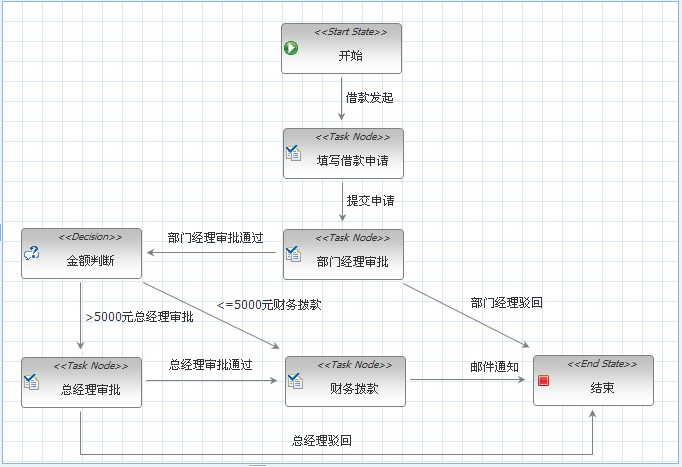 <<Start State>>
开始
借款发起
<<Task Node>>
填写借款申请
提交申请
<<Decision>>
金额判断
部门经理审批通过
<<Task Node>>
部门经理审批
>5000元总经理审批
<=5000元财务拨款
部门经理驳回
<<Task Node>>
总经理审批
总经理审批通过
<<Task Node>>
财务拨款
邮件通知
<<End State>>
结束
总经理驳回